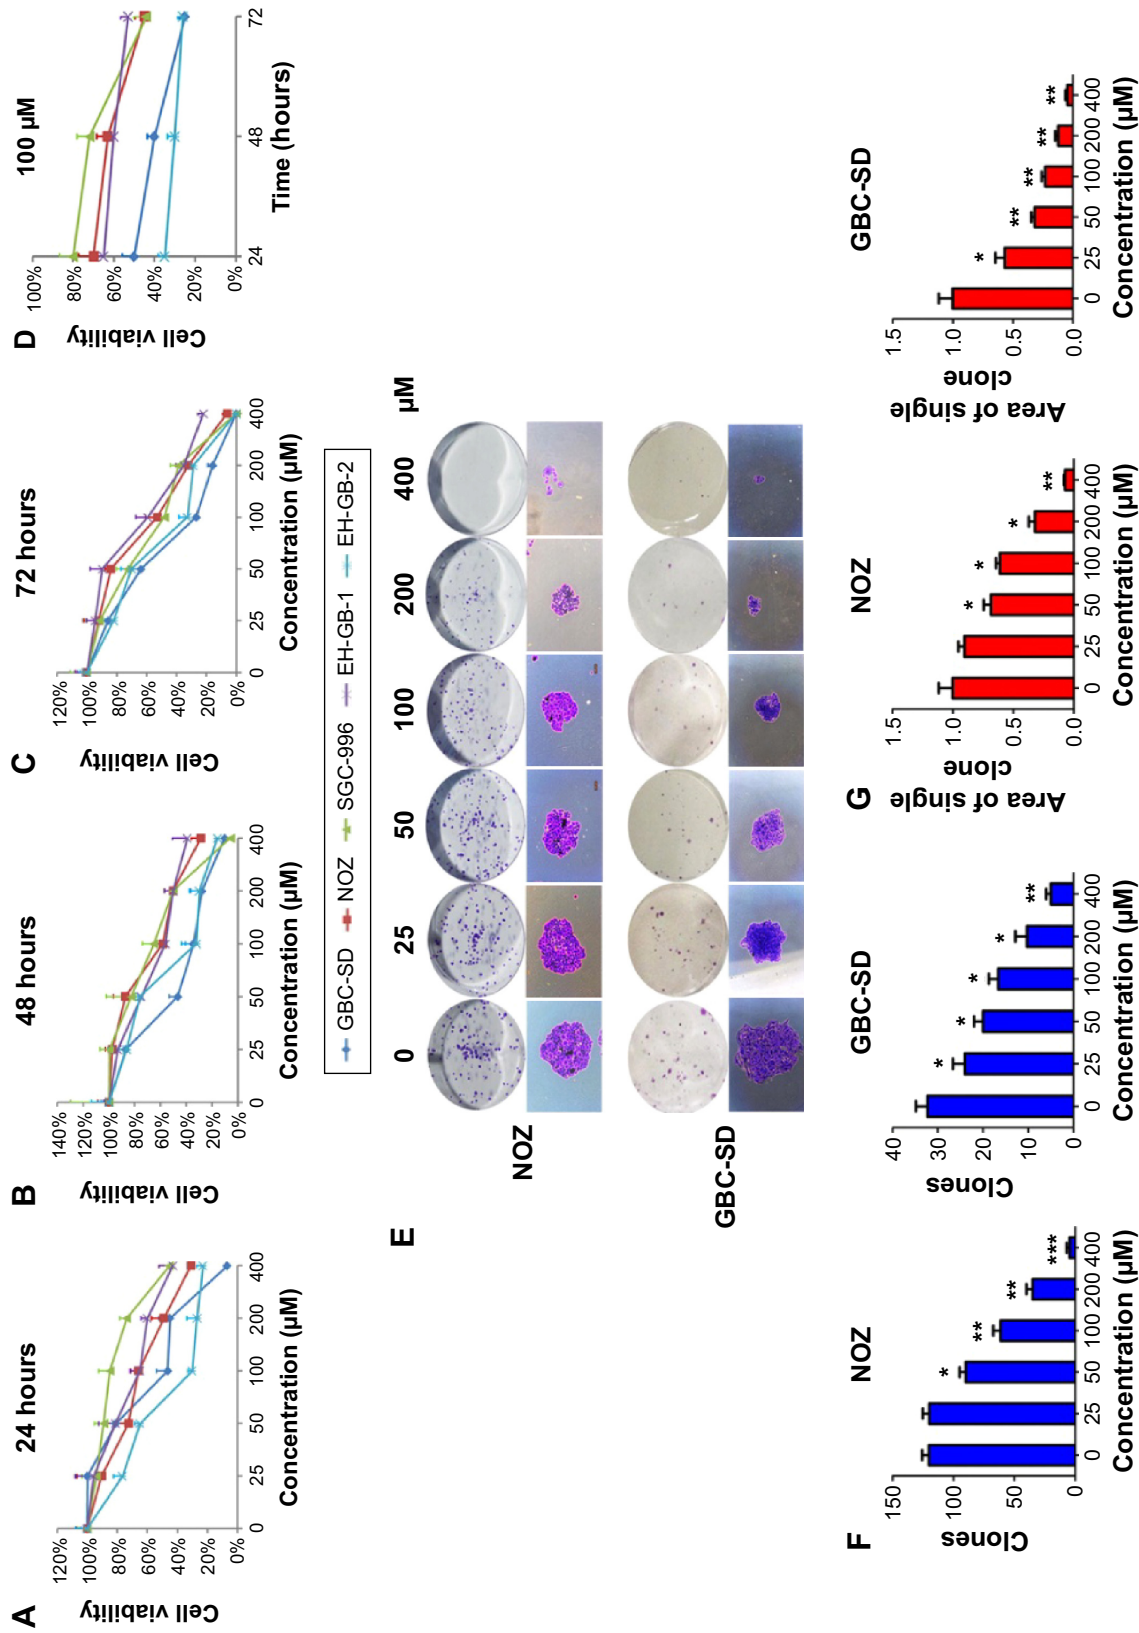 A
24 hours
Cell viability
120%
100%
80%
60%
40%
20%
0%
0 25 50 100 200 400
Concentration (µM)
B
48 hours
Cell viability
140%
120%
100%
80%
60%
40%
20%
0%
0 25 50 100 200 400
Concentration (µM)
C
72 hours
Cell viability
120%
100%
80%
60%
40%
20%
0%
0 25 50 100 200 400
Concentration (µM)
D
100 µM
Cell viability
100%
80%
60%
40%
20%
0%
24 48 72
Time (hours)
GBC-SD NOZ SGC-996 EH-GB-1 EH-GB-2
E
0 25 50 100 200 400 µM
NOZ
GBC-SD
F
NOZ
Clones
150
100
50
0
* ** ** ***
0 25 50 100 200 400
Concentration (µM)
GBC-SD
Clones
40
30
20
10
0
* * * * **
0 25 50 100 200 400
Concentration (µM)
G
NOZ
Area of single
clone
1.5
1.0
0.5
0.0
* * * **
0 25 50 100 200 400
Concentration (µM)
GBC-SD
Area of single
clone
1.5
1.0
0.5
0.0
* ** ** ** **
0 25 50 100 200 400
Concentration (µM)